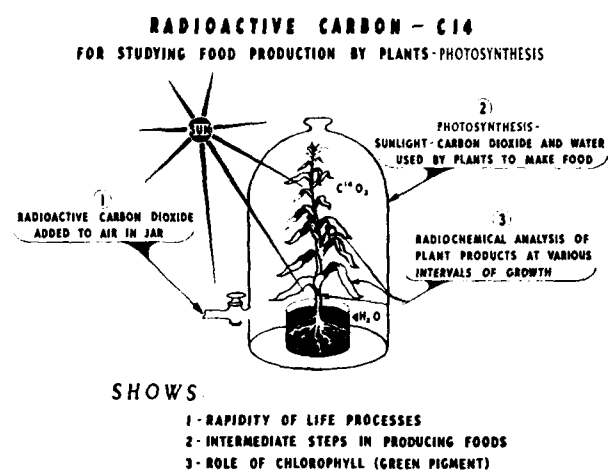 RADIOACTIVE CARBON - C14
FOR STUDYING FOOD PRODUCTION BY PLANTS-PHOTOSYNTHESIS
SUN
1
RADIOACTIVE CARBON DIOXIDE
ADDED TO AIR IN JAR
C¹⁴O₂
H₂O
2
PHOTOSYNTHESIS-
SUNLIGHT-CARBON DIOXIDE AND WATER
USED BY PLANTS TO MAKE FOOD
3
RADIOCHEMICAL ANALYSIS OF
PLANT PRODUCTS AT VARIOUS
INTERVALS OF GROWTH
SHOWS
1 - RAPIDITY OF LIFE PROCESSES
2 - INTERMEDIATE STEPS IN PRODUCING FOODS
3 - ROLE OF CHLOROPHYLL (GREEN PIGMENT)